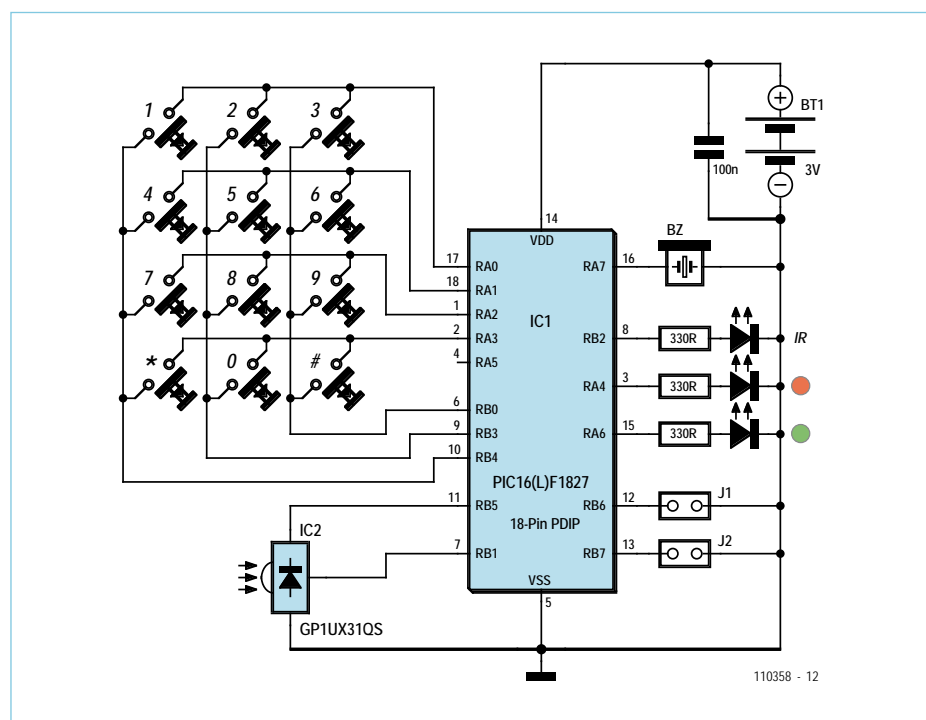 BT1
1 2 3
100n
3V
4 5 6
14
VDD
BZ
7 8 9
17 RA0
RA7 16
18 RA1
1 RA2
IC1
2 RA3
RB2 8
330R
IR
* 0 #
4 RA5
RA4 3
330R
6 RB0
9 RB3
RA6 15
330R
10 RB4
PIC16(L)F1827
11 RB5
RB6 12
J1
18-Pin PDIP
IC2
7 RB1
RB7 13
J2
VSS
5
GP1UX31QS
110358 - 12